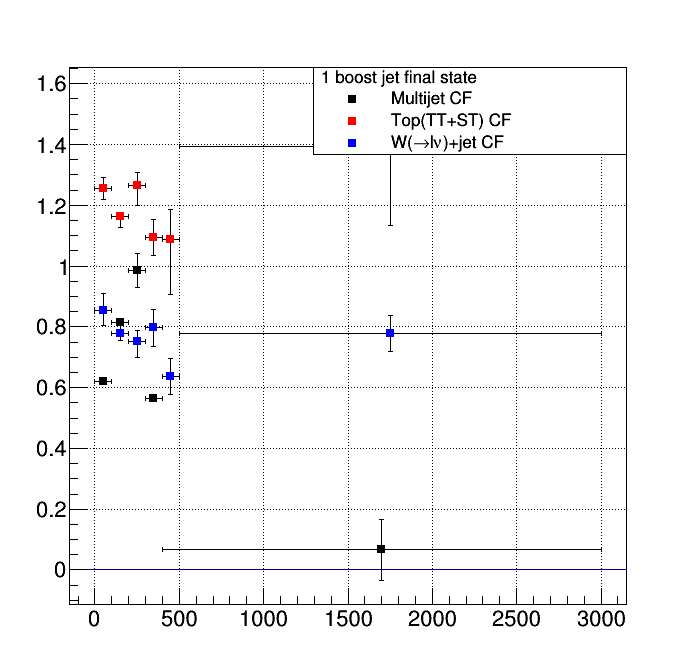 1 boost jet final state
Multijet CF
Top(TT+ST) CF
W(→lν)+jet CF
1.6
1.4
1.2
1
0.8
0.6
0.4
0.2
0
0 500 1000 1500 2000 2500 3000